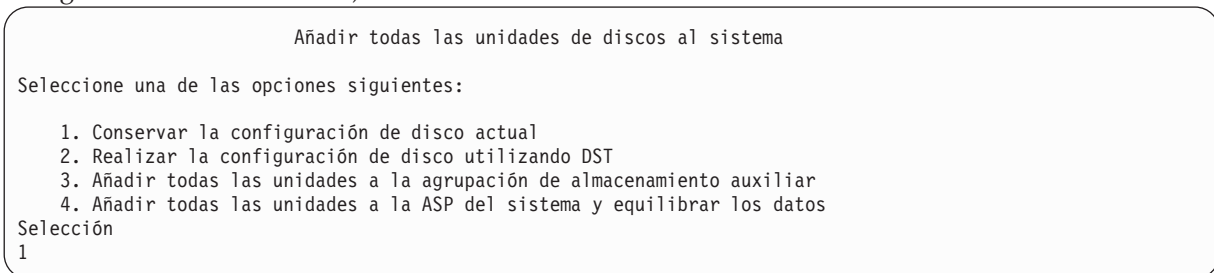 Añadir todas las unidades de discos al sistema
Seleccione una de las opciones siguientes:
1. Conservar la configuración de disco actual
2. Realizar la configuración de disco utilizando DST
3. Añadir todas las unidades a la agrupación de almacenamiento auxiliar
4. Añadir todas las unidades a la ASP del sistema y equilibrar los datos
Selección
1